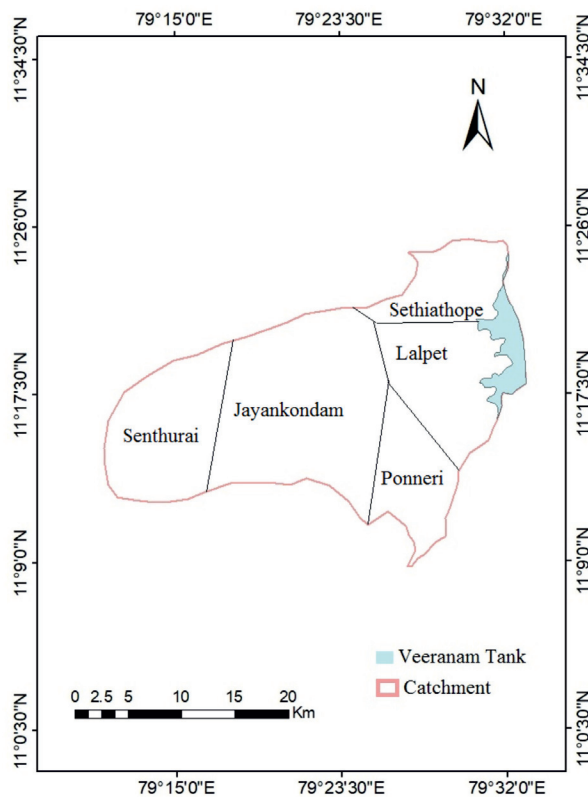 79°15'0"E 79°23'30"E 79°32'0"E
11°34'30"N 11°34'30"N
N
11°26'0"N 11°26'0"N
Sethiathope
Lalpet
11°17'30"N 11°17'30"N
Jayankondam
Senthurai
Ponneri
11°9'0"N 11°9'0"N
Veeranam Tank
Catchment
0 2.5 5 10 15 20
Km
11°0'30"N 11°0'30"N
79°15'0"E 79°23'30"E 79°32'0"E